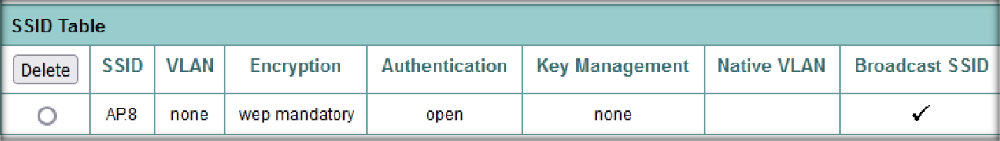 SSID Table
Delete SSID VLAN Encryption Authentication Key Management Native VLAN Broadcast SSID
AP.8 none wep mandatory open none ✓